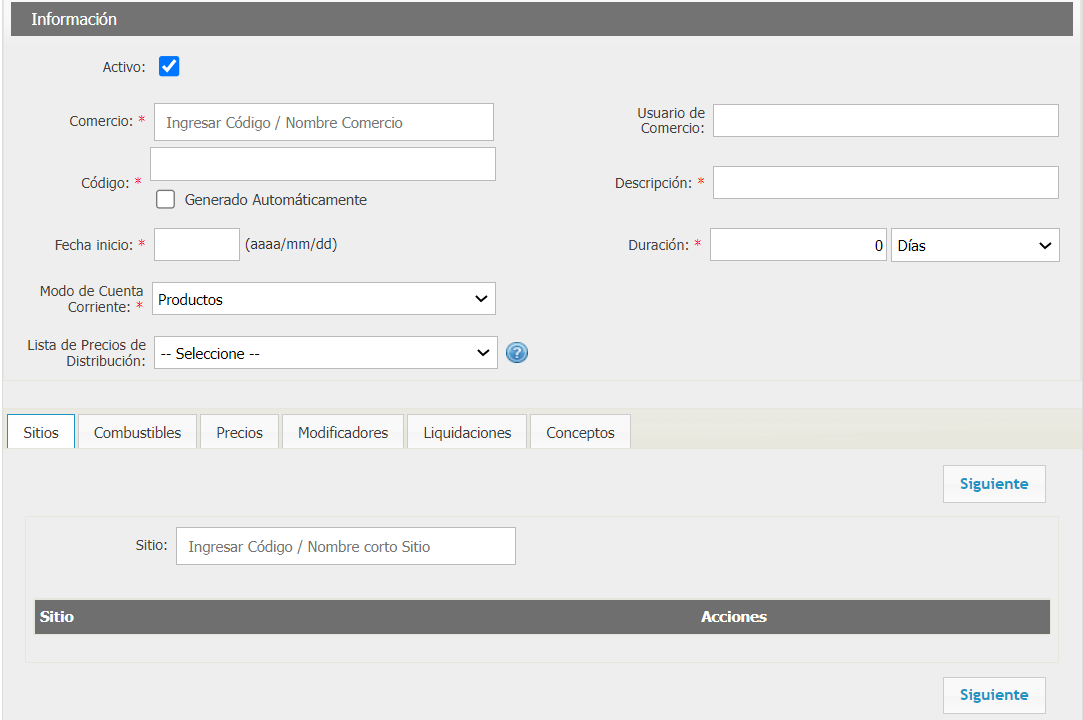 Información
Activo:
Comercio: * Ingresar Código / Nombre Comercio
Usuario de
Comercio:
Código: *
Generado Automáticamente
Descripción: *
Fecha inicio: * (aaaa/mm/dd)
Duración: * 0 Días
Modo de Cuenta
Corriente: * Productos
Lista de Precios de
Distribución: -- Seleccione -- ?
Sitios Combustibles Precios Modificadores Liquidaciones Conceptos
Siguiente
Sitio: Ingresar Código / Nombre corto Sitio
Sitio Acciones
Siguiente